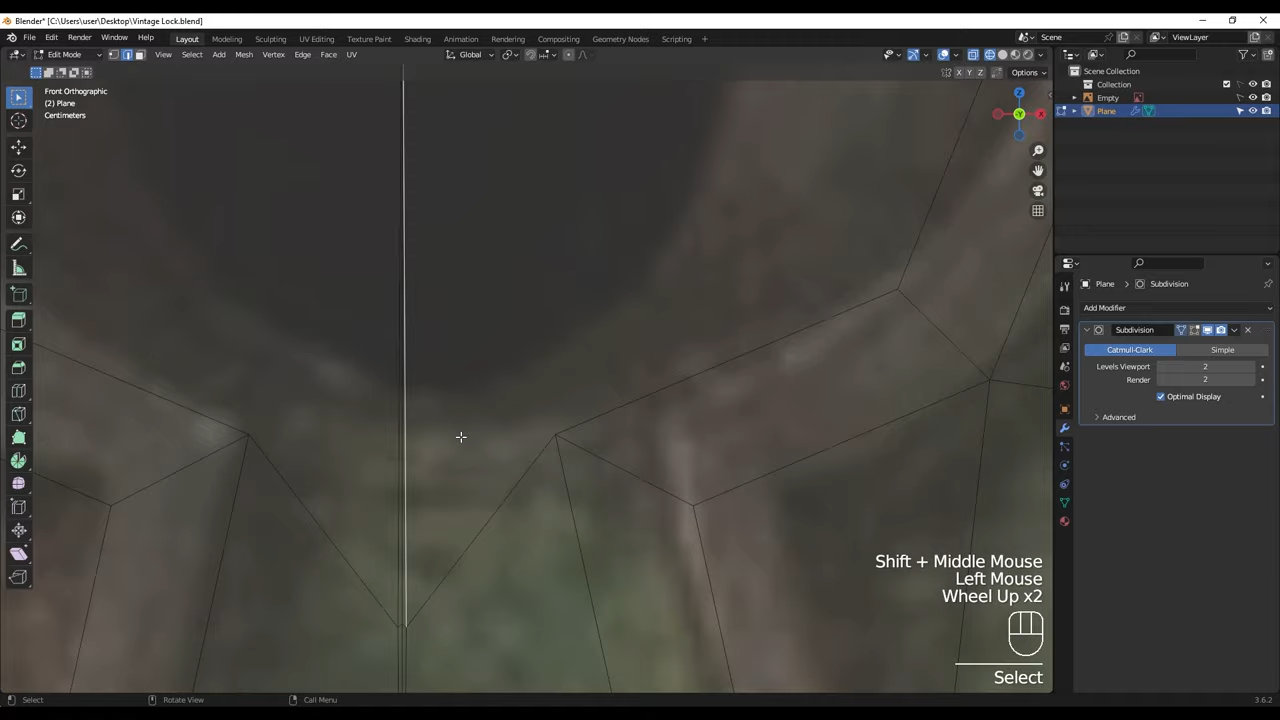 Blender* [C:\Users\user\Desktop\Vintage Lock.blend]
File Edit Render Window Help Layout Modeling Sculpting UV Editing Texture Paint Shading Animation Rendering Compositing Geometry Nodes Scripting + Scene ViewLayer
Edit Mode View Select Add Mesh Vertex Edge Face UV Global
X Y Z Options
Front Orthographic
(2) Plane
Centimeters
Z
Y
X
Scene Collection
Collection
Empty
Plane
Plane > Subdivision
Add Modifier
Subdivision
Catmull-Clark Simple
Levels Viewport 2
Render 2
Optimal Display
Advanced
Shift + Middle Mouse
Left Mouse
Wheel Up x2
Select
Select Rotate View Call Menu 3.6.2